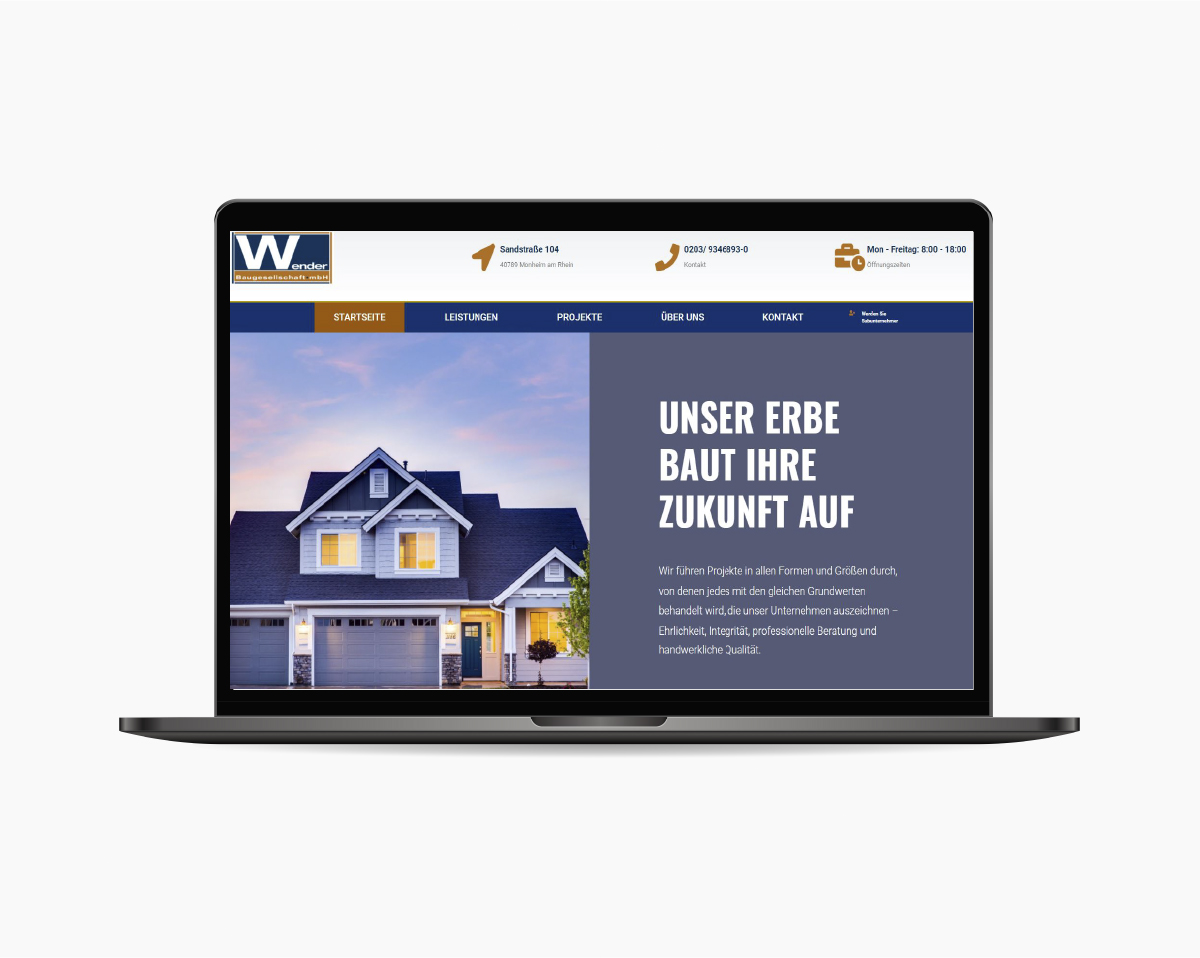 Wender
Baugesellschaft mbH
Sandstraße 104
40789 Monheim am Rhein
0203/ 9346893-0
Kontakt
Mon - Freitag: 8:00 - 18:00
Öffnungszeiten
STARTSEITE
LEISTUNGEN
PROJEKTE
ÜBER UNS
KONTAKT
Werden Sie
Subunternehmer
UNSER ERBE
BAUT IHRE
ZUKUNFT AUF
Wir führen Projekte in allen Formen und Größen durch,
von denen jedes mit den gleichen Grundwerten
behandelt wird,die unser Unternehmen auszeichnen –
Ehrlichkeit, Integrität, professionelle Beratung und
handwerkliche Qualität.